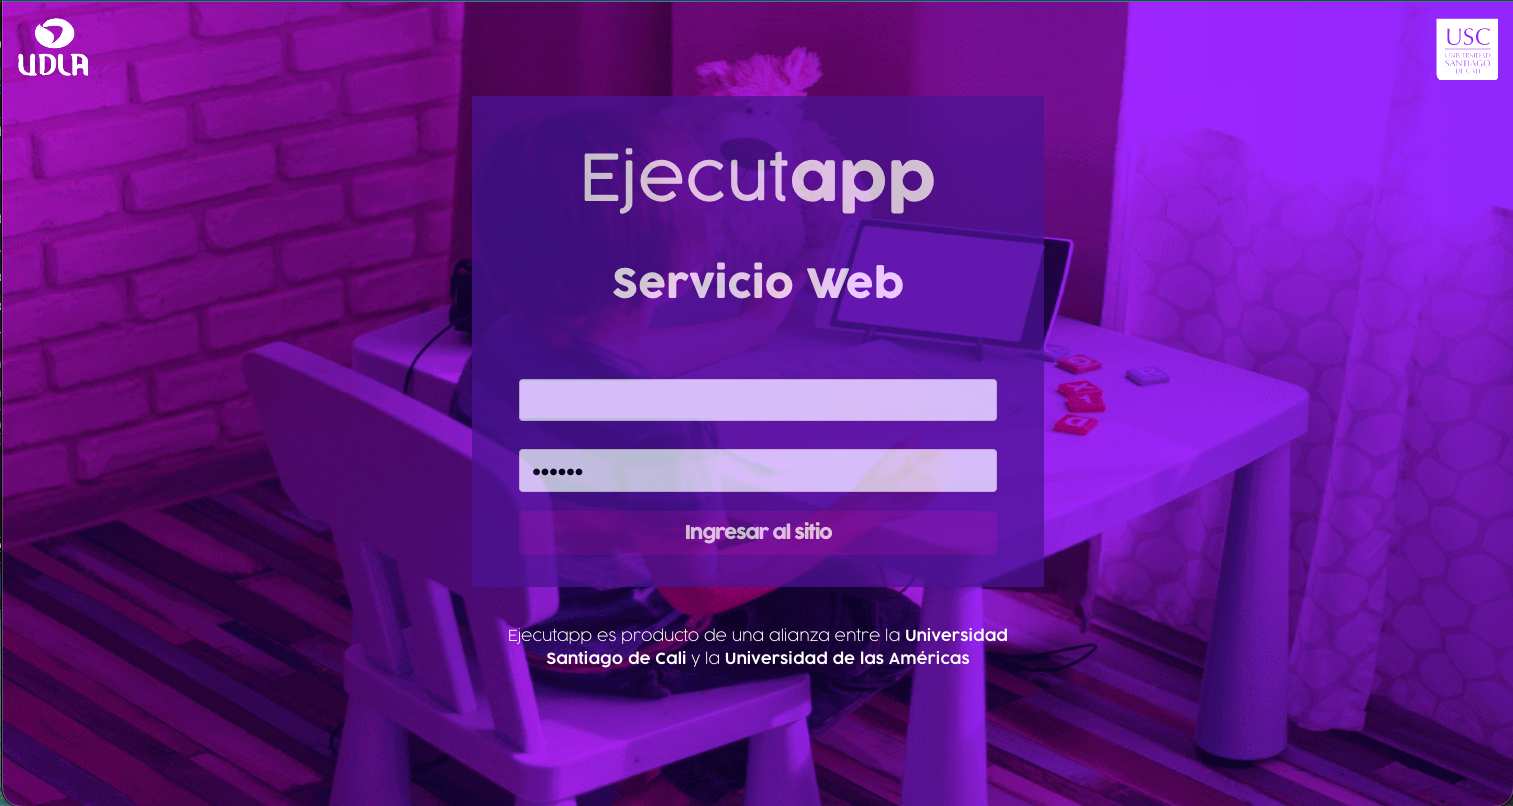 UDLA
USC
UNIVERSIDAD
SANTIAGO
DE CALI
Ejecutapp
Servicio Web
••••••
Ingresar al sitio
Ejecutapp es producto de una alianza entre la Universidad
Santiago de Cali y la Universidad de las Américas